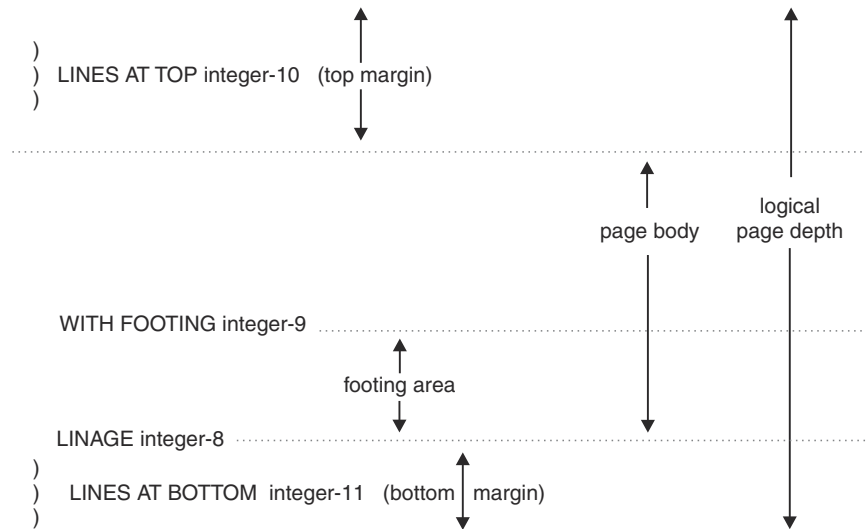 )
) LINES AT TOP integer-10 (top margin)
)
page body
logical
page depth
WITH FOOTING integer-9
footing area
LINAGE integer-8
)
) LINES AT BOTTOM integer-11 (bottom margin)
)